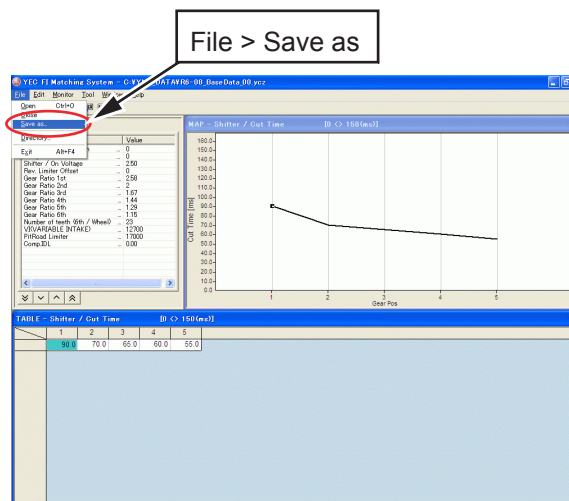 File > Save as
YEC FI Matching System - C:¥Y DATA¥R6-08_BaseData_00.ycz
File Edit Monitor Tool Help
Open Ctrl+O
Close
Save as..
Directory..
Exit Alt+F4
Value
.. 0
.. 0
Shifter / On Voltage .. 2.50
Rev. Limiter Offset .. 0
Gear Ratio 1st .. 2.58
Gear Ratio 2nd .. 2
Gear Ratio 3rd .. 1.67
Gear Ratio 4th .. 1.44
Gear Ratio 5th .. 1.29
Gear Ratio 6th .. 1.15
Number of teeth (6th / Wheel) .. 23
V.I(VARIABLE INTAKE) .. 12700
PitRoad Limiter .. 17000
Comp.IDL .. 0.00
MAP - Shifter / Cut Time [0 <> 150(ms)]
160.0
150.0
140.0
130.0
120.0
110.0
100.0
90.0
80.0
70.0
60.0
50.0
40.0
30.0
20.0
10.0
0.0
Cut Time [ms]
1 2 3 4 5
Gear Pos
TABLE - Shifter / Cut Time [0 <> 150(ms)]
1 2 3 4 5
90.0 70.0 65.0 60.0 55.0